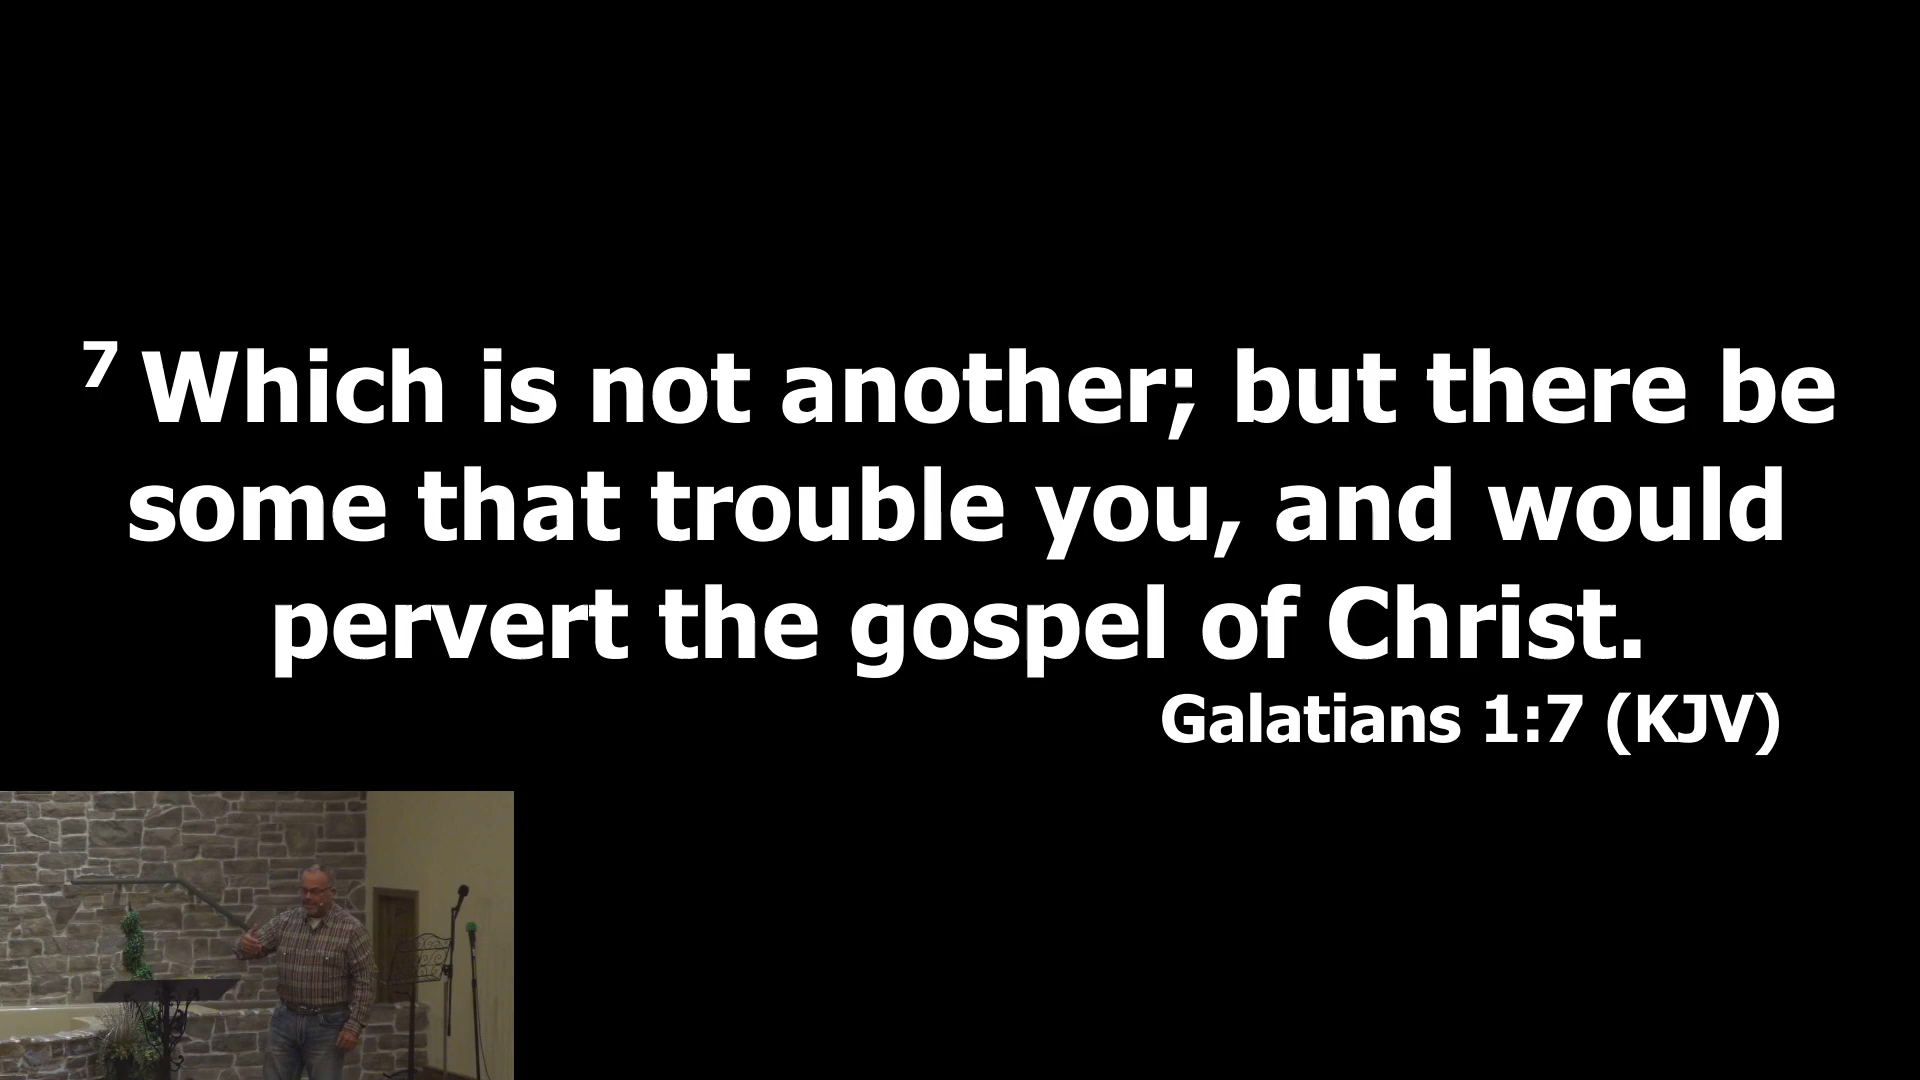 7 Which is not another; but there be
some that trouble you, and would
pervert the gospel of Christ.
Galatians 1:7 (KJV)